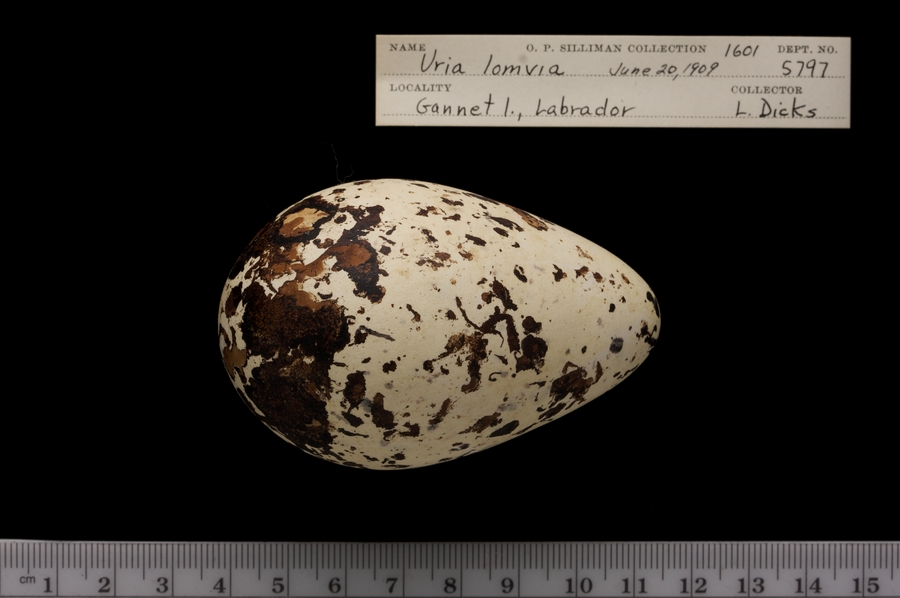 NAME O. P. SILLIMAN COLLECTION 1601 DEPT. NO.
Uria lomvia June 20, 1909 5797
LOCALITY COLLECTOR
Gannet I., Labrador L. Dicks
cm 1 2 3 4 5 6 7 8 9 10 11 12 13 14 15